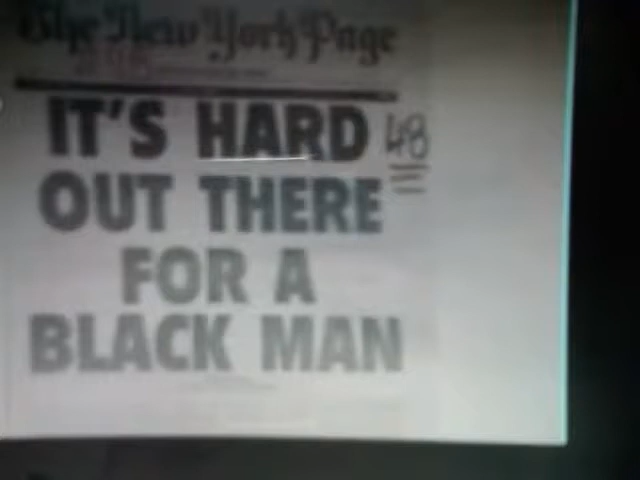 The New York Page
IT'S HARD 48
OUT THERE
FOR A
BLACK MAN